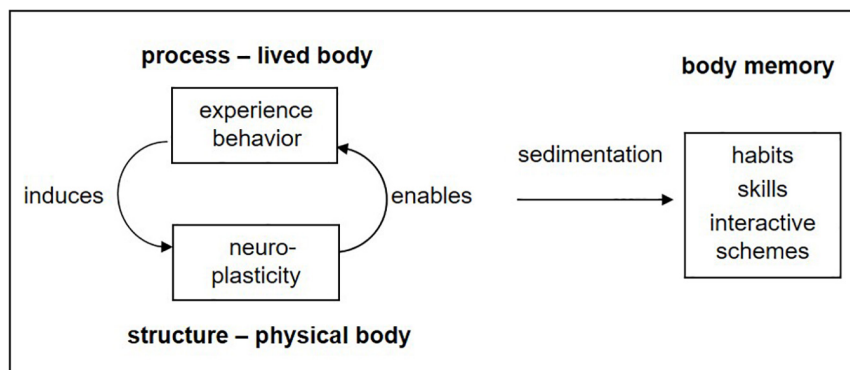 process – lived body
experience
behavior
induces
enables
neuro-
plasticity
structure – physical body
sedimentation
body memory
habits
skills
interactive
schemes